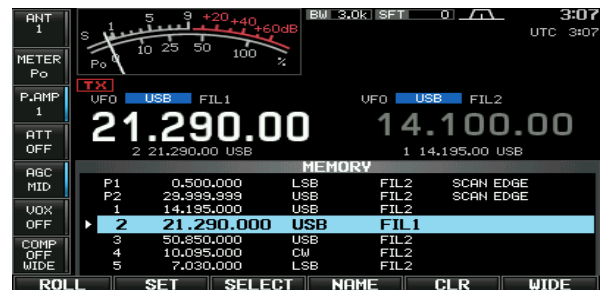 ANT
1
METER
Po
P.AMP
1
ATT
OFF
AGC
MID
VOX
OFF
COMP
OFF
WIDE
S 1 5 9 +20 +40 +60dB
Po 0 10 25 50 100 %
BW 3.0k SFT 0
3:07
UTC 3:07
TX
VFO USB FIL1
21.290.00
2 21.290.00 USB
VFO USB FIL2
14.100.00
1 14.195.00 USB
MEMORY
P1 0.500.000 LSB FIL2 SCAN EDGE
P2 29.999.999 USB FIL2 SCAN EDGE
1 14.195.000 USB FIL2
2 21.290.000 USB FIL1
3 50.850.000 USB FIL2
4 10.095.000 CW FIL2
5 7.030.000 LSB FIL2
ROLL SET SELECT NAME CLR WIDE